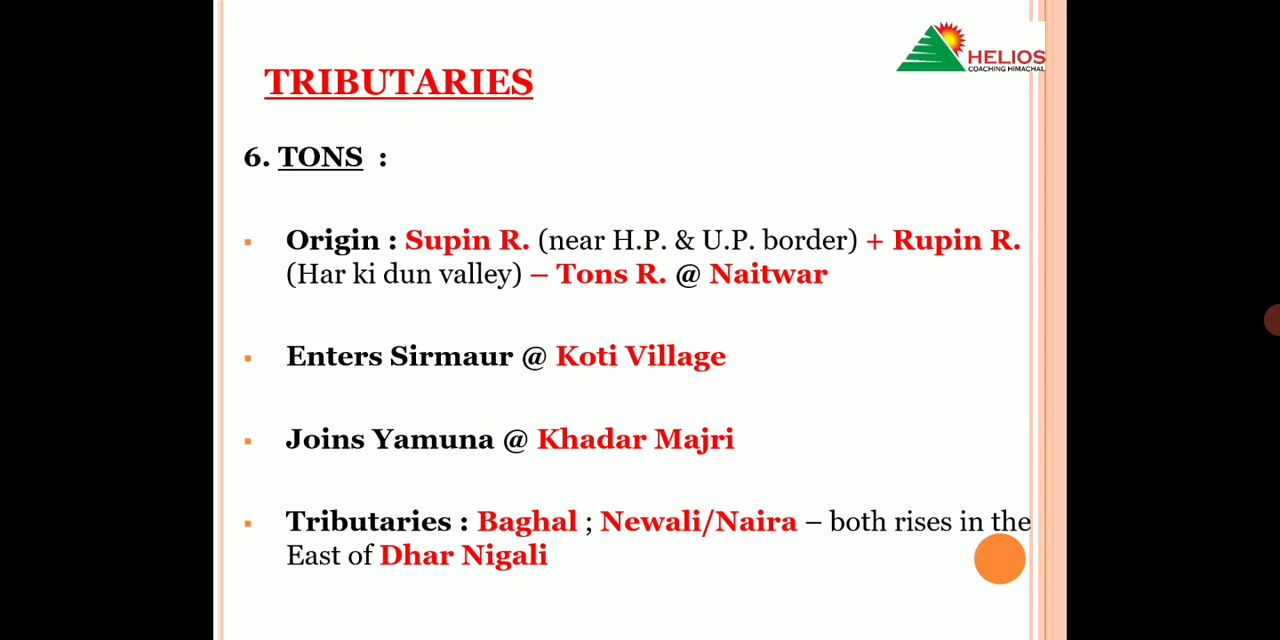 HELIOS
COACHING HIMACHAL
TRIBUTARIES
6. TONS :
▪ Origin : Supin R. (near H.P. & U.P. border) + Rupin R.
(Har ki dun valley) – Tons R. @ Naitwar
▪ Enters Sirmaur @ Koti Village
▪ Joins Yamuna @ Khadar Majri
▪ Tributaries : Baghal ; Newali/Naira – both rises in the
East of Dhar Nigali